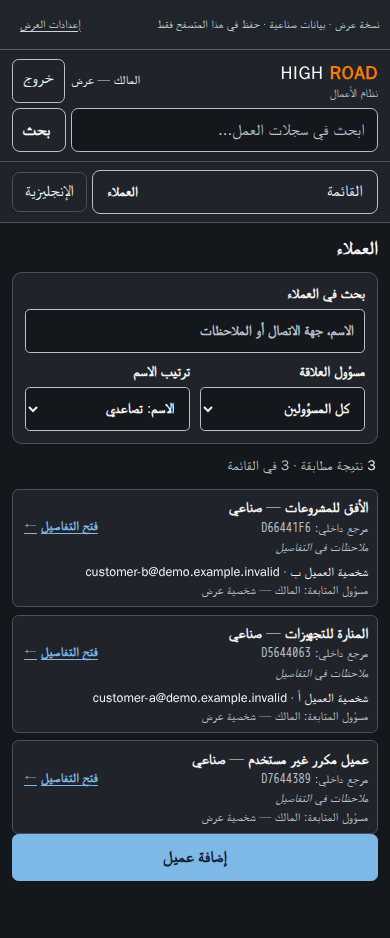 نسخة عرض · بيانات صناعية · حفظ في هذا المتصفح فقط
إعدادات العرض
HIGH ROAD
نظام الأعمال
المالك — عرض
خروج
ابحث في سجلات العمل...
بحث
القائمة
العملاء
الإنجليزية
العملاء
بحث في العملاء
الاسم، جهة الاتصال أو الملاحظات
مسؤول العلاقة
ترتيب الاسم
كل المسؤولين
الاسم: تصاعدي
3 نتيجة مطابقة · 3 في القائمة
الأفق للمشروعات — صناعي
مرجع داخلي: D66441F6
فتح التفاصيل ←
ملاحظات في التفاصيل
شخصية العميل ب · customer-b@demo.example.invalid
مسؤول المتابعة: المالك — شخصية عرض
المنارة للتجهيزات — صناعي
مرجع داخلي: D5644063
فتح التفاصيل ←
ملاحظات في التفاصيل
شخصية العميل أ · customer-a@demo.example.invalid
مسؤول المتابعة: المالك — شخصية عرض
عميل مكرر غير مستخدم — صناعي
مرجع داخلي: D7644389
فتح التفاصيل ←
ملاحظات في التفاصيل
مسؤول المتابعة: المالك — شخصية عرض
إضافة عميل